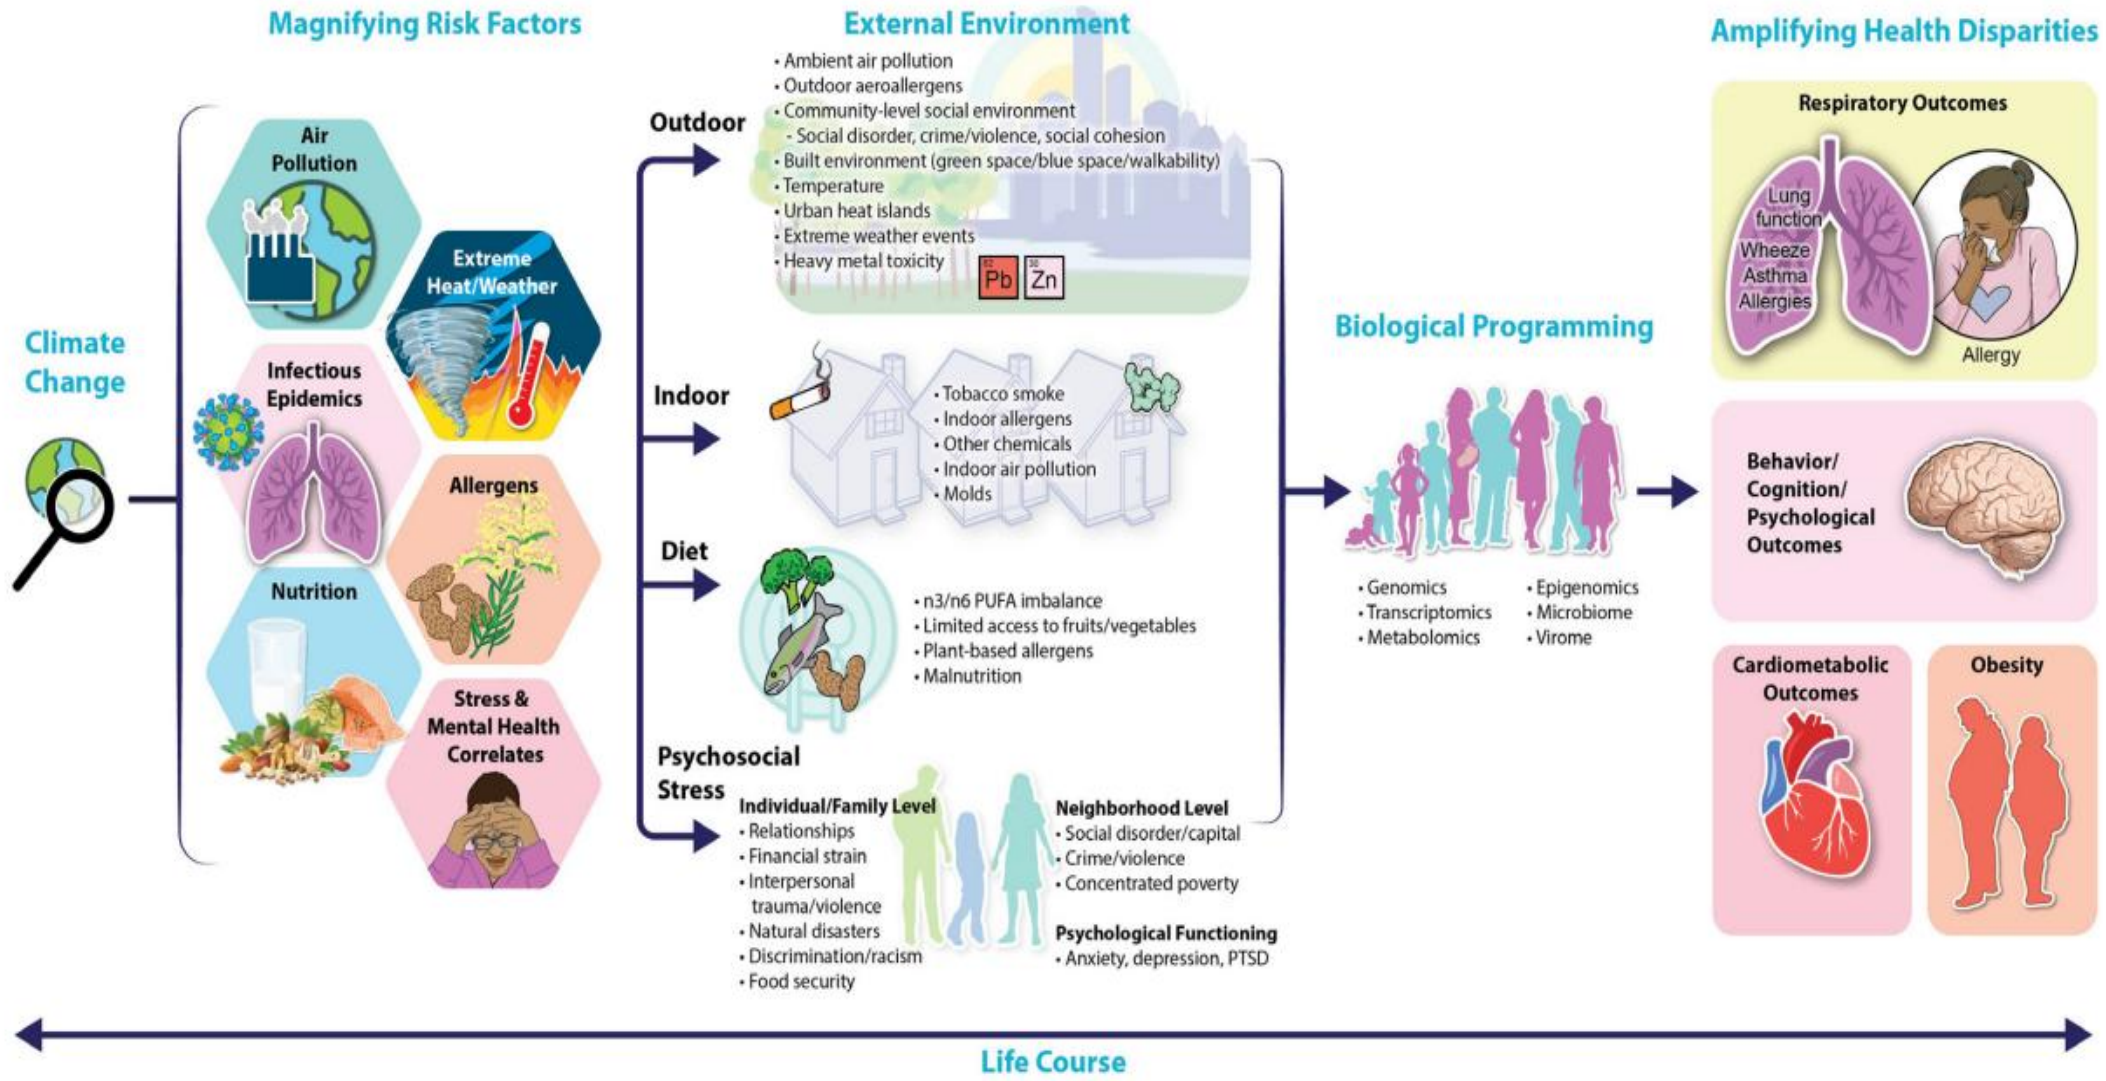 Magnifying Risk Factors
External Environment
Amplifying Health Disparities
Climate
Change
Air
Pollution
Extreme
Heat/Weather
Infectious
Epidemics
Allergens
Nutrition
Stress &
Mental Health
Correlates
Outdoor
• Ambient air pollution
• Outdoor aeroallergens
• Community-level social environment
- Social disorder, crime/violence, social cohesion
• Built environment (green space/blue space/walkability)
• Temperature
• Urban heat islands
• Extreme weather events
• Heavy metal toxicity
82
Pb
30
Zn
Indoor
• Tobacco smoke
• Indoor allergens
• Other chemicals
• Indoor air pollution
• Molds
Diet
• n3/n6 PUFA imbalance
• Limited access to fruits/vegetables
• Plant-based allergens
• Malnutrition
Psychosocial
Stress
Individual/Family Level
• Relationships
• Financial strain
• Interpersonal
trauma/violence
• Natural disasters
• Discrimination/racism
• Food security
Neighborhood Level
• Social disorder/capital
• Crime/violence
• Concentrated poverty
Psychological Functioning
• Anxiety, depression, PTSD
Biological Programming
• Genomics
• Transcriptomics
• Metabolomics
• Epigenomics
• Microbiome
• Virome
Respiratory Outcomes
Lung
function
Wheeze
Asthma
Allergies
Allergy
Behavior/
Cognition/
Psychological
Outcomes
Cardiometabolic
Outcomes
Obesity
Life Course